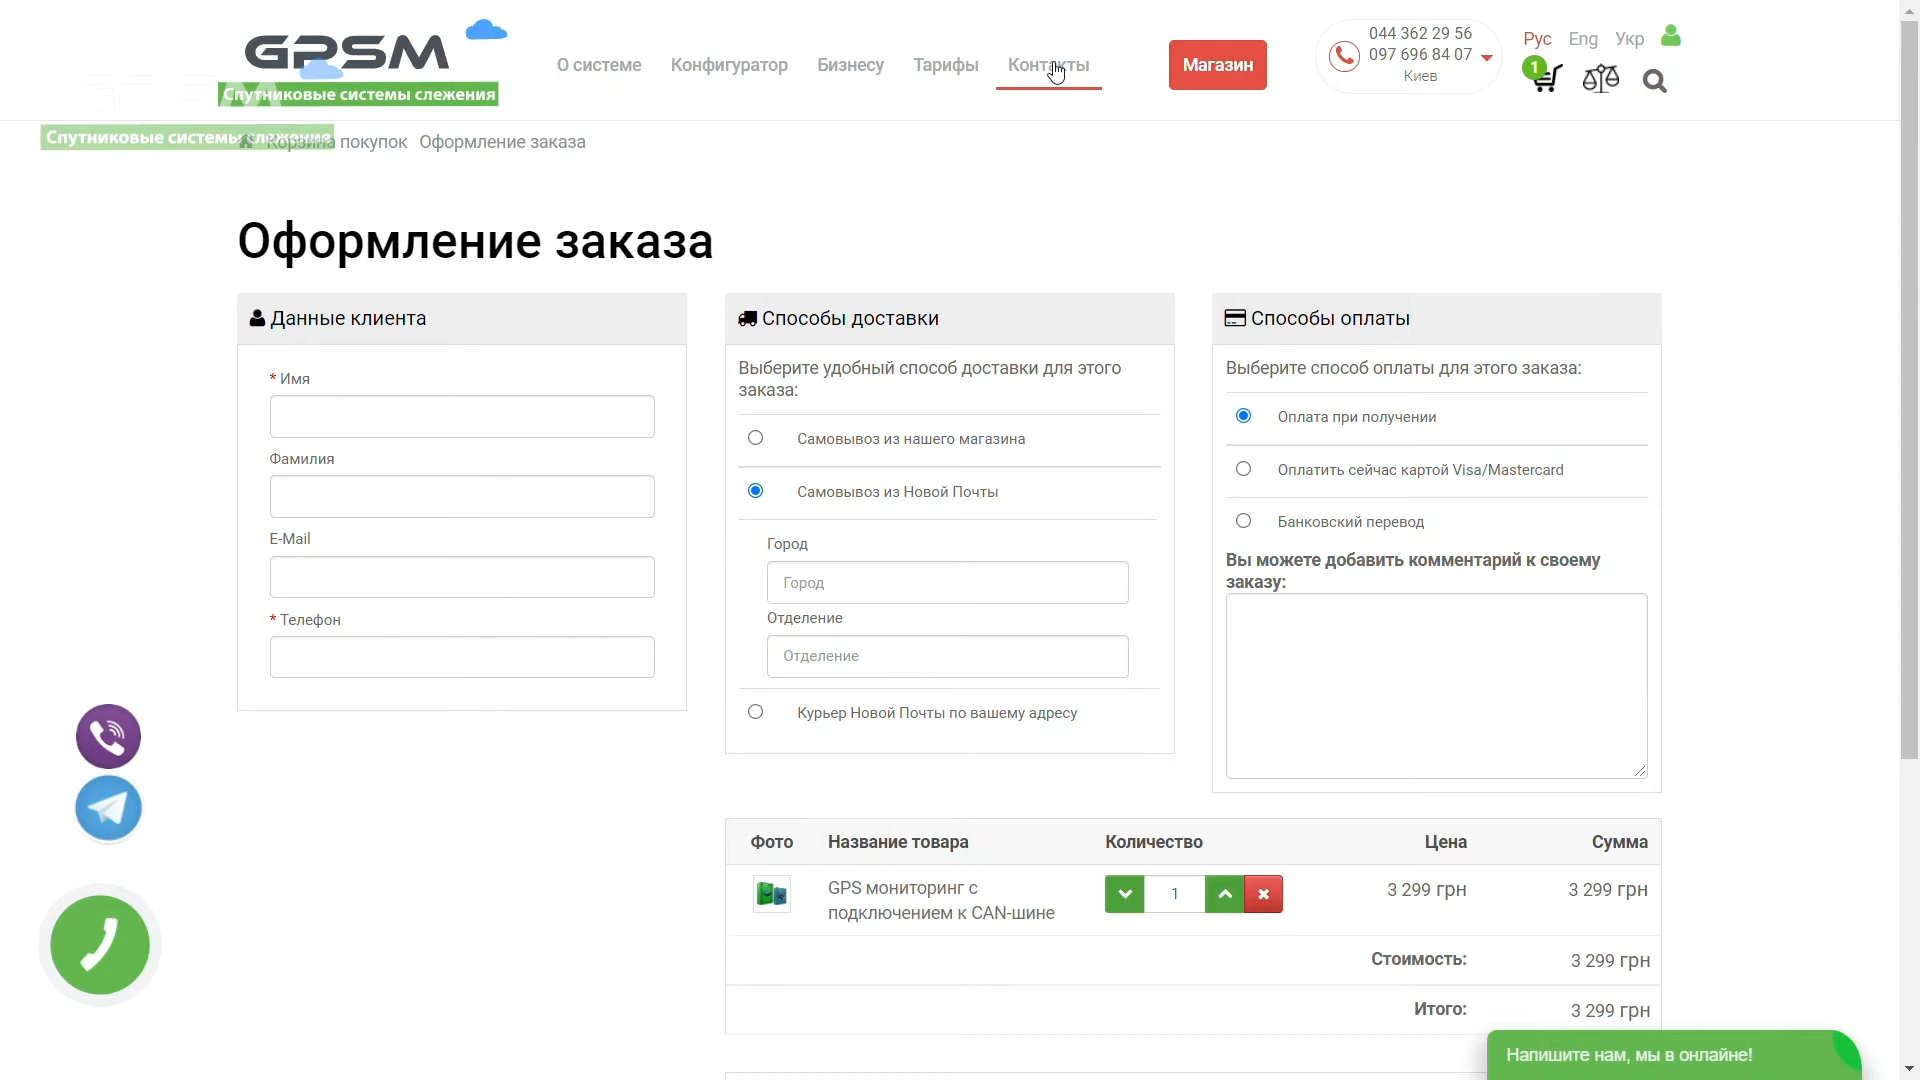 GPSM
Спутниковые системы слежения
О системе
Конфигуратор
Бизнесу
Тарифы
Контакты
Магазин
044 362 29 56
097 696 84 07
Киев
Рус
Eng
Укр
1
Спутниковые системы слежения
Корзина покупок
Оформление заказа
Оформление заказа
Данные клиента
* Имя
Фамилия
E-Mail
* Телефон
Способы доставки
Выберите удобный способ доставки для этого
заказа:
Самовывоз из нашего магазина
Самовывоз из Новой Почты
Город
Город
Отделение
Отделение
Курьер Новой Почты по вашему адресу
Способы оплаты
Выберите способ оплаты для этого заказа:
Оплата при получении
Оплатить сейчас картой Visa/Mastercard
Банковский перевод
Вы можете добавить комментарий к своему
заказу:
Фото
Название товара
Количество
Цена
Сумма
GPS мониторинг с
подключением к CAN-шине
1
3 299 грн
3 299 грн
Стоимость:
3 299 грн
Итого:
3 299 грн
Напишите нам, мы в онлайне!